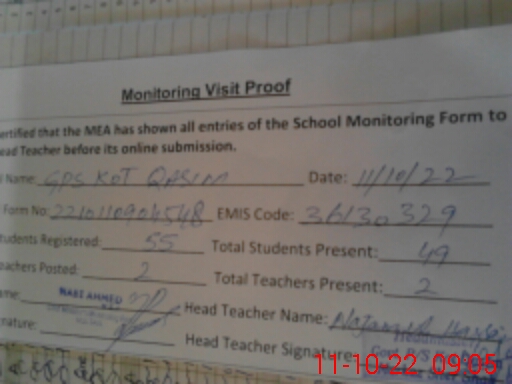 Monitoring Visit Proof
ertified that the MEA has shown all entries of the School Monitoring Form to
ead Teacher before its online submission.
Name: GPS KOT QASIM Date: 11/10/22
Form No: 2210110904548 EMIS Code: 36130329
tudents Registered: 55 Total Students Present: 49
eachers Posted: 2 Total Teachers Present: 2
ame: NABI AHMED Head Teacher Name:
nature: Head Teacher Signature:
11-10-22 09:05